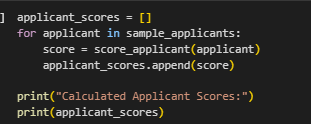 ] applicant_scores = []
for applicant in sample_applicants:
    score = score_applicant(applicant)
    applicant_scores.append(score)

print("Calculated Applicant Scores:")
print(applicant_scores)